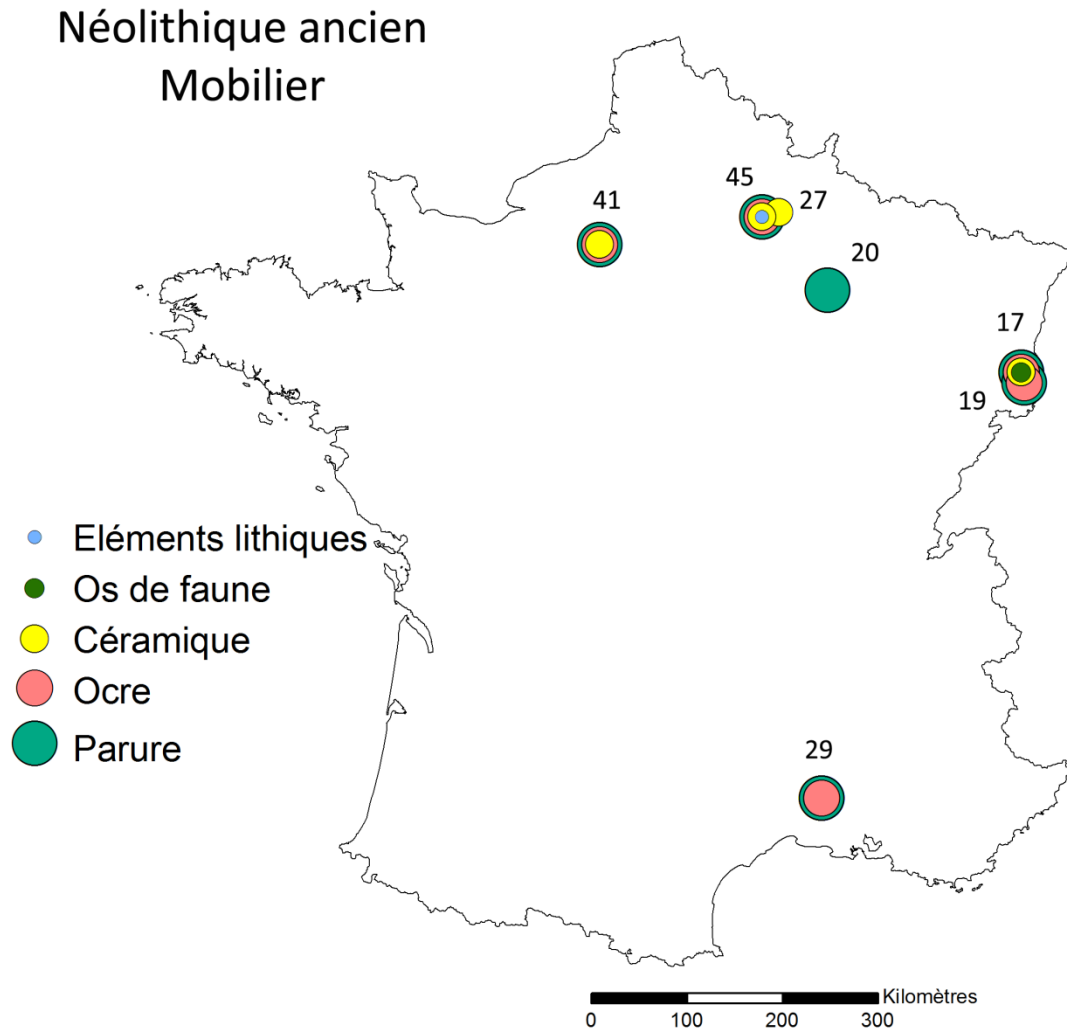 Néolithique ancien
Mobilier
45
27
41
20
17
19
Eléments lithiques
Os de faune
Céramique
Ocre
Parure
29
Kilomètres
0 100 200 300